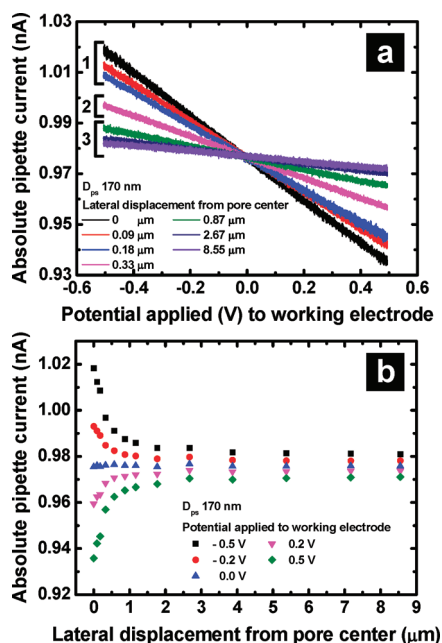 a
Absolute pipette current (nA)
1.03
1.01
0.99
0.97
0.95
0.93
1
2
3
Dps 170 nm
Lateral displacement from pore center
0 μm
0.09 μm
0.18 μm
0.33 μm
0.87 μm
2.67 μm
8.55 μm
-0.6 -0.4 -0.2 0.0 0.2 0.4 0.6
Potential applied (V) to working electrode
b
Absolute pipette current (nA)
1.02
1.00
0.98
0.96
0.94
0.92
Dps 170 nm
Potential applied to working electrode
- 0.5 V
- 0.2 V
0.0 V
0.2 V
0.5 V
0 1 2 3 4 5 6 7 8 9
Lateral displacement from pore center (μm)